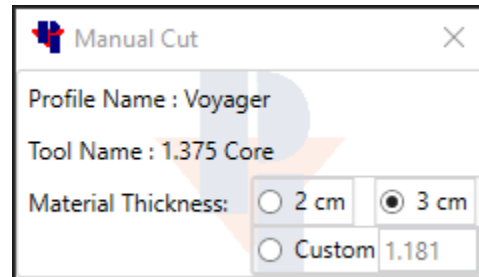 Manual Cut
Profile Name : Voyager
Tool Name : 1.375 Core
Material Thickness: 2 cm 3 cm
Custom 1.181